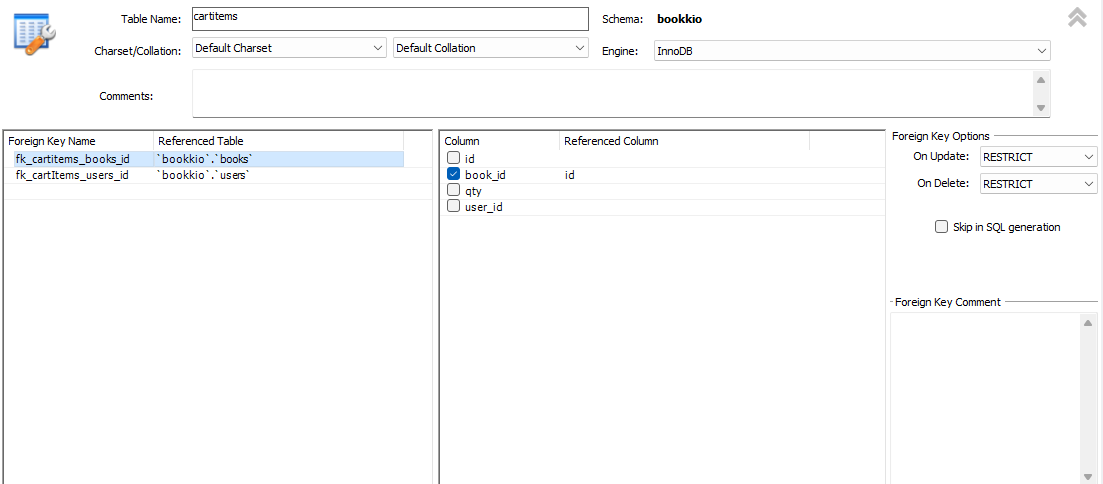 Table Name: cartitems Schema: bookkio
Charset/Collation: Default Charset Default Collation Engine: InnoDB
Comments:
Foreign Key Name Referenced Table
fk_cartitems_books_id `bookkio`.`books`
fk_cartItems_users_id `bookkio`.`users`
Column Referenced Column
id
book_id id
qty
user_id
Foreign Key Options
On Update: RESTRICT
On Delete: RESTRICT
Skip in SQL generation
Foreign Key Comment